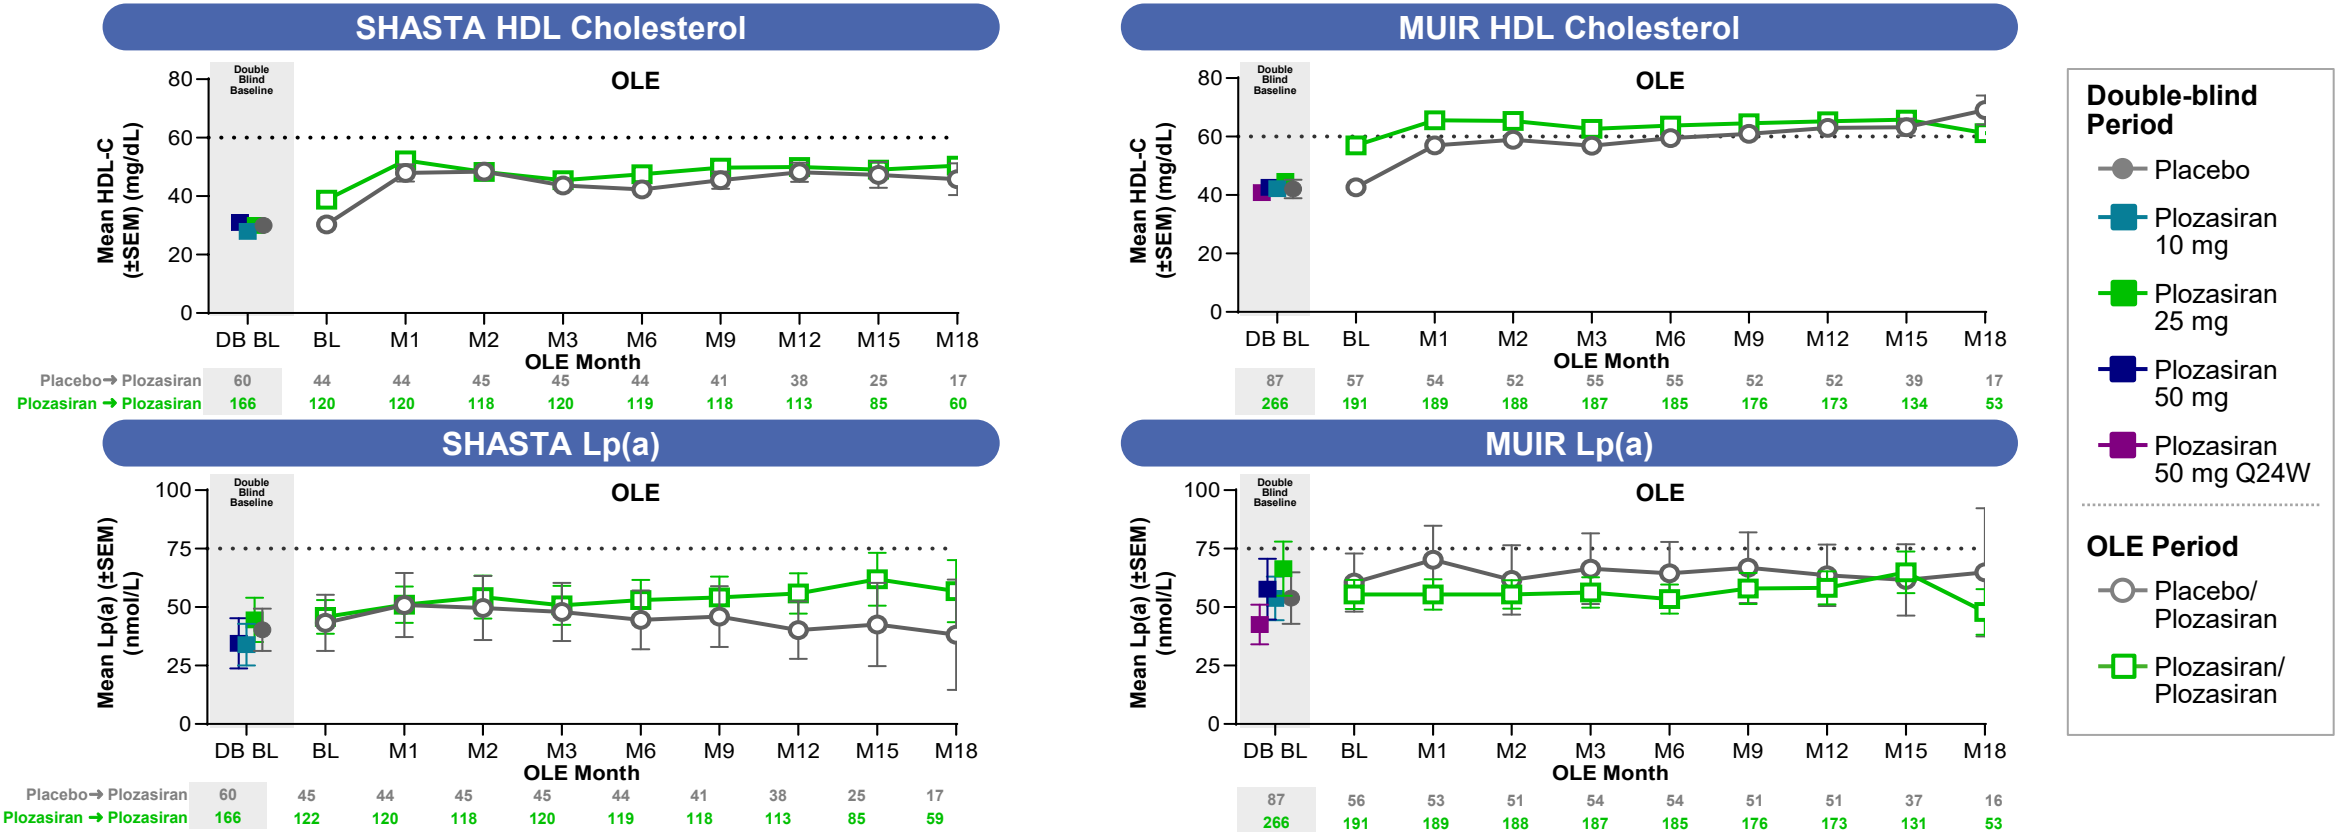 SHASTA HDL Cholesterol
Double
Blind
Baseline
OLE
Mean HDL-C
(±SEM) (mg/dL)
80
60
40
20
0
DB BL BL M1 M2 M3 M6 M9 M12 M15 M18
OLE Month
Placebo➔ Plozasiran 60 44 44 45 45 44 41 38 25 17
Plozasiran ➔ Plozasiran 166 120 120 118 120 119 118 113 85 60
MUIR HDL Cholesterol
Double
Blind
Baseline
OLE
Mean HDL-C
(±SEM) (mg/dL)
80
60
40
20
0
DB BL BL M1 M2 M3 M6 M9 M12 M15 M18
OLE Month
87 57 54 52 55 55 52 52 39 17
266 191 189 188 187 185 176 173 134 53
SHASTA Lp(a)
Double
Blind
Baseline
OLE
Mean Lp(a) (±SEM)
(nmol/L)
100
75
50
25
0
DB BL BL M1 M2 M3 M6 M9 M12 M15 M18
OLE Month
Placebo➔ Plozasiran 60 45 44 45 45 44 41 38 25 17
Plozasiran ➔ Plozasiran 166 122 120 118 120 119 118 113 85 59
MUIR Lp(a)
Double
Blind
Baseline
OLE
Mean Lp(a) (±SEM)
(nmol/L)
100
75
50
25
0
DB BL BL M1 M2 M3 M6 M9 M12 M15 M18
OLE Month
87 56 53 51 54 54 51 51 37 16
266 191 189 188 187 185 176 173 131 53
Double-blind
Period
Placebo
Plozasiran
10 mg
Plozasiran
25 mg
Plozasiran
50 mg
Plozasiran
50 mg Q24W
OLE Period
Placebo/
Plozasiran
Plozasiran/
Plozasiran